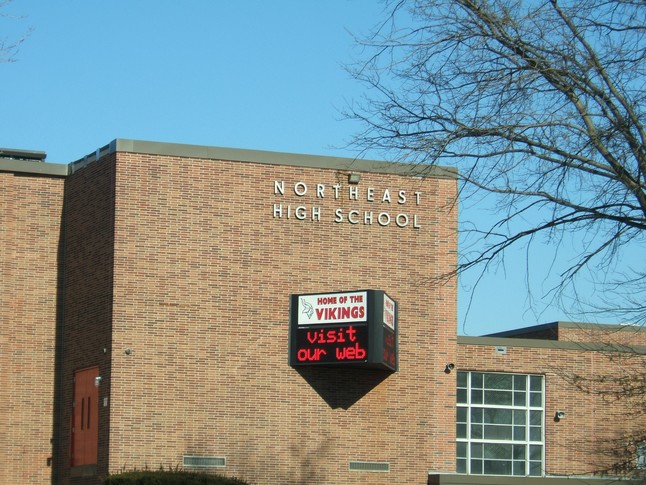 NORTHEAST
HIGH SCHOOL
HOME OF THE
VIKINGS
visit
our web